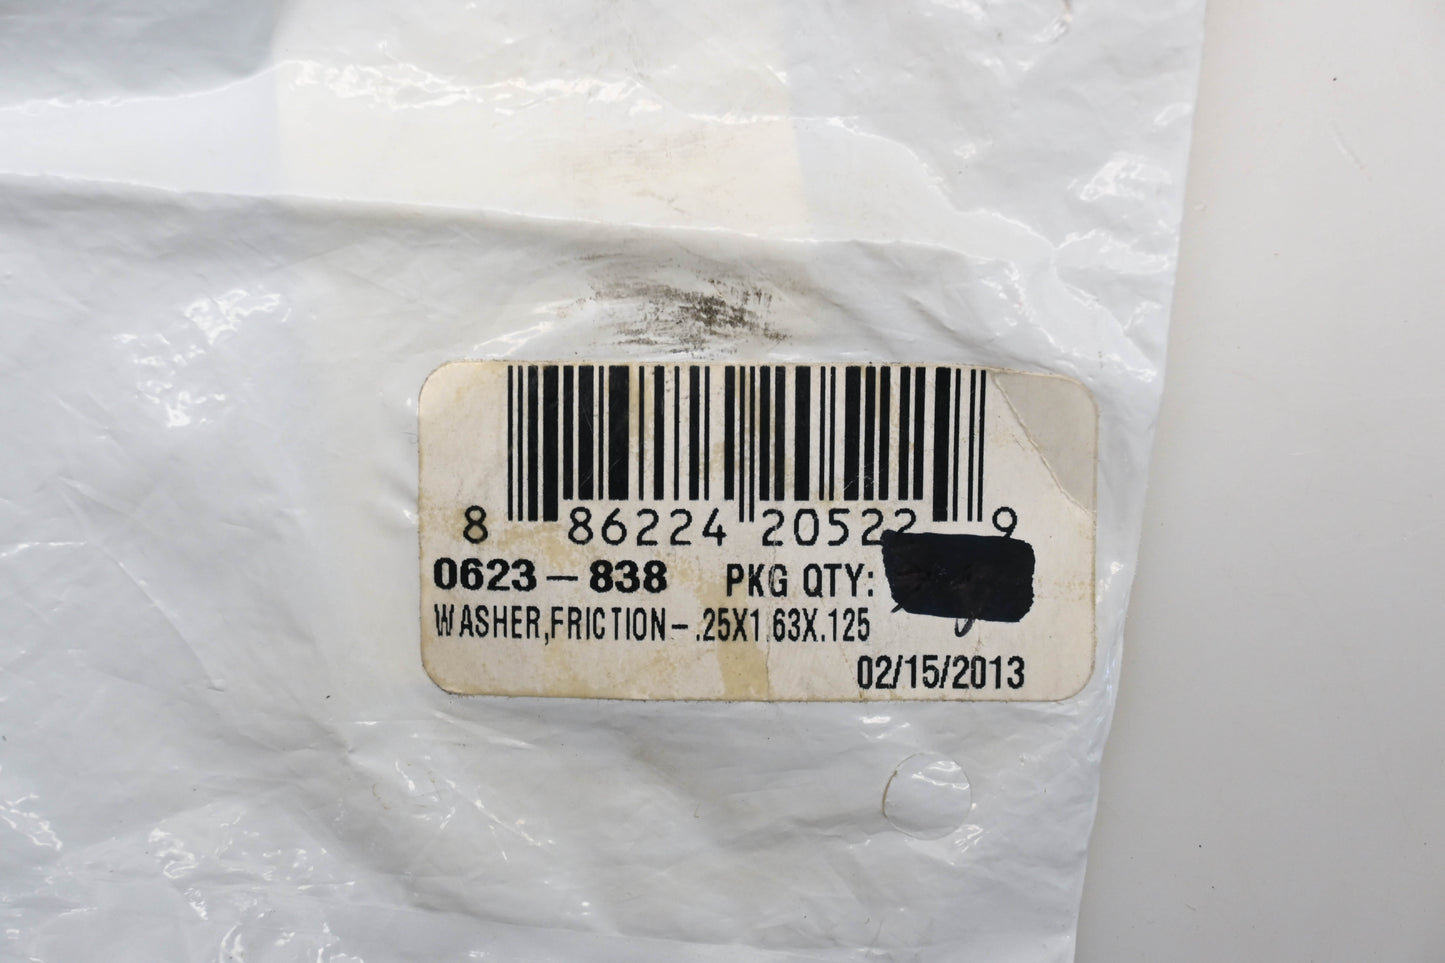 8 86224 20522 9
0623-838 PKG QTY:
WASHER,FRICTION-.25X1.63X.125
02/15/2013